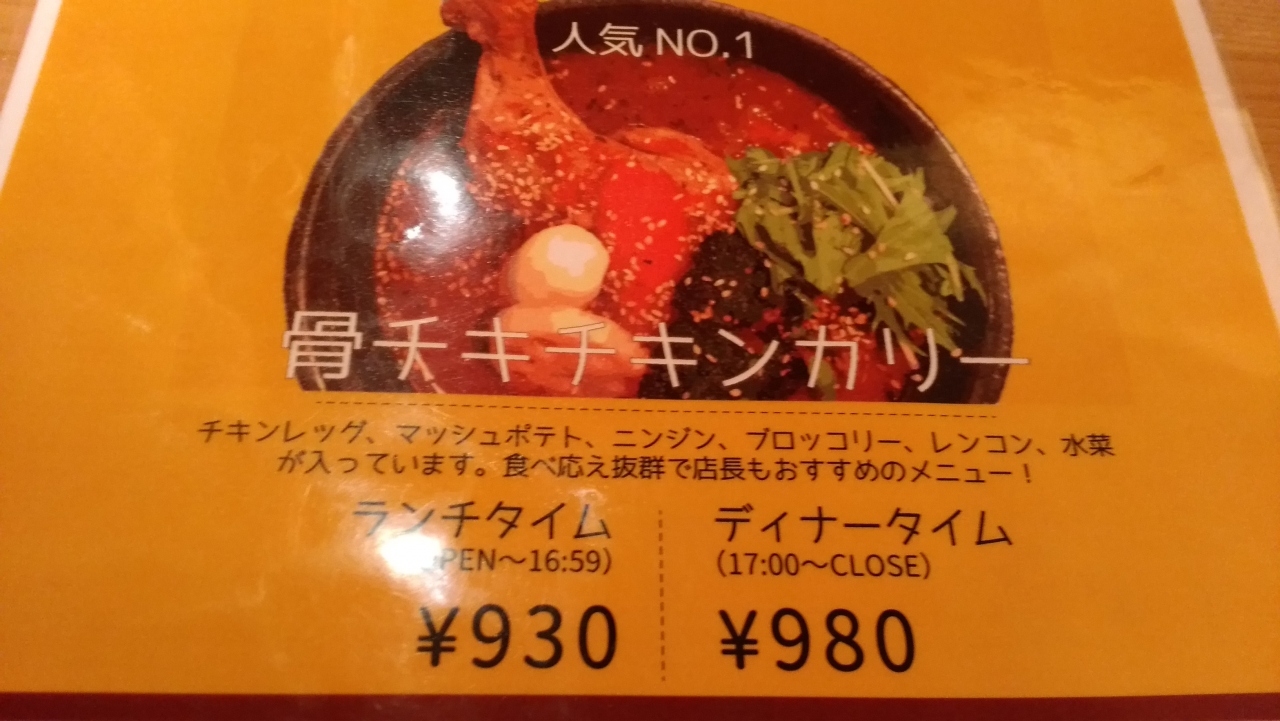 人気 NO.1
骨チキチキンカリー
チキンレッグ、マッシュポテト、ニンジン、ブロッコリー、レンコン、水菜
が入っています。食べ応え抜群で店長もおすすめのメニュー！
ランチタイム
ディナータイム
(OPEN～16:59)
(17:00～CLOSE)
¥930
¥980